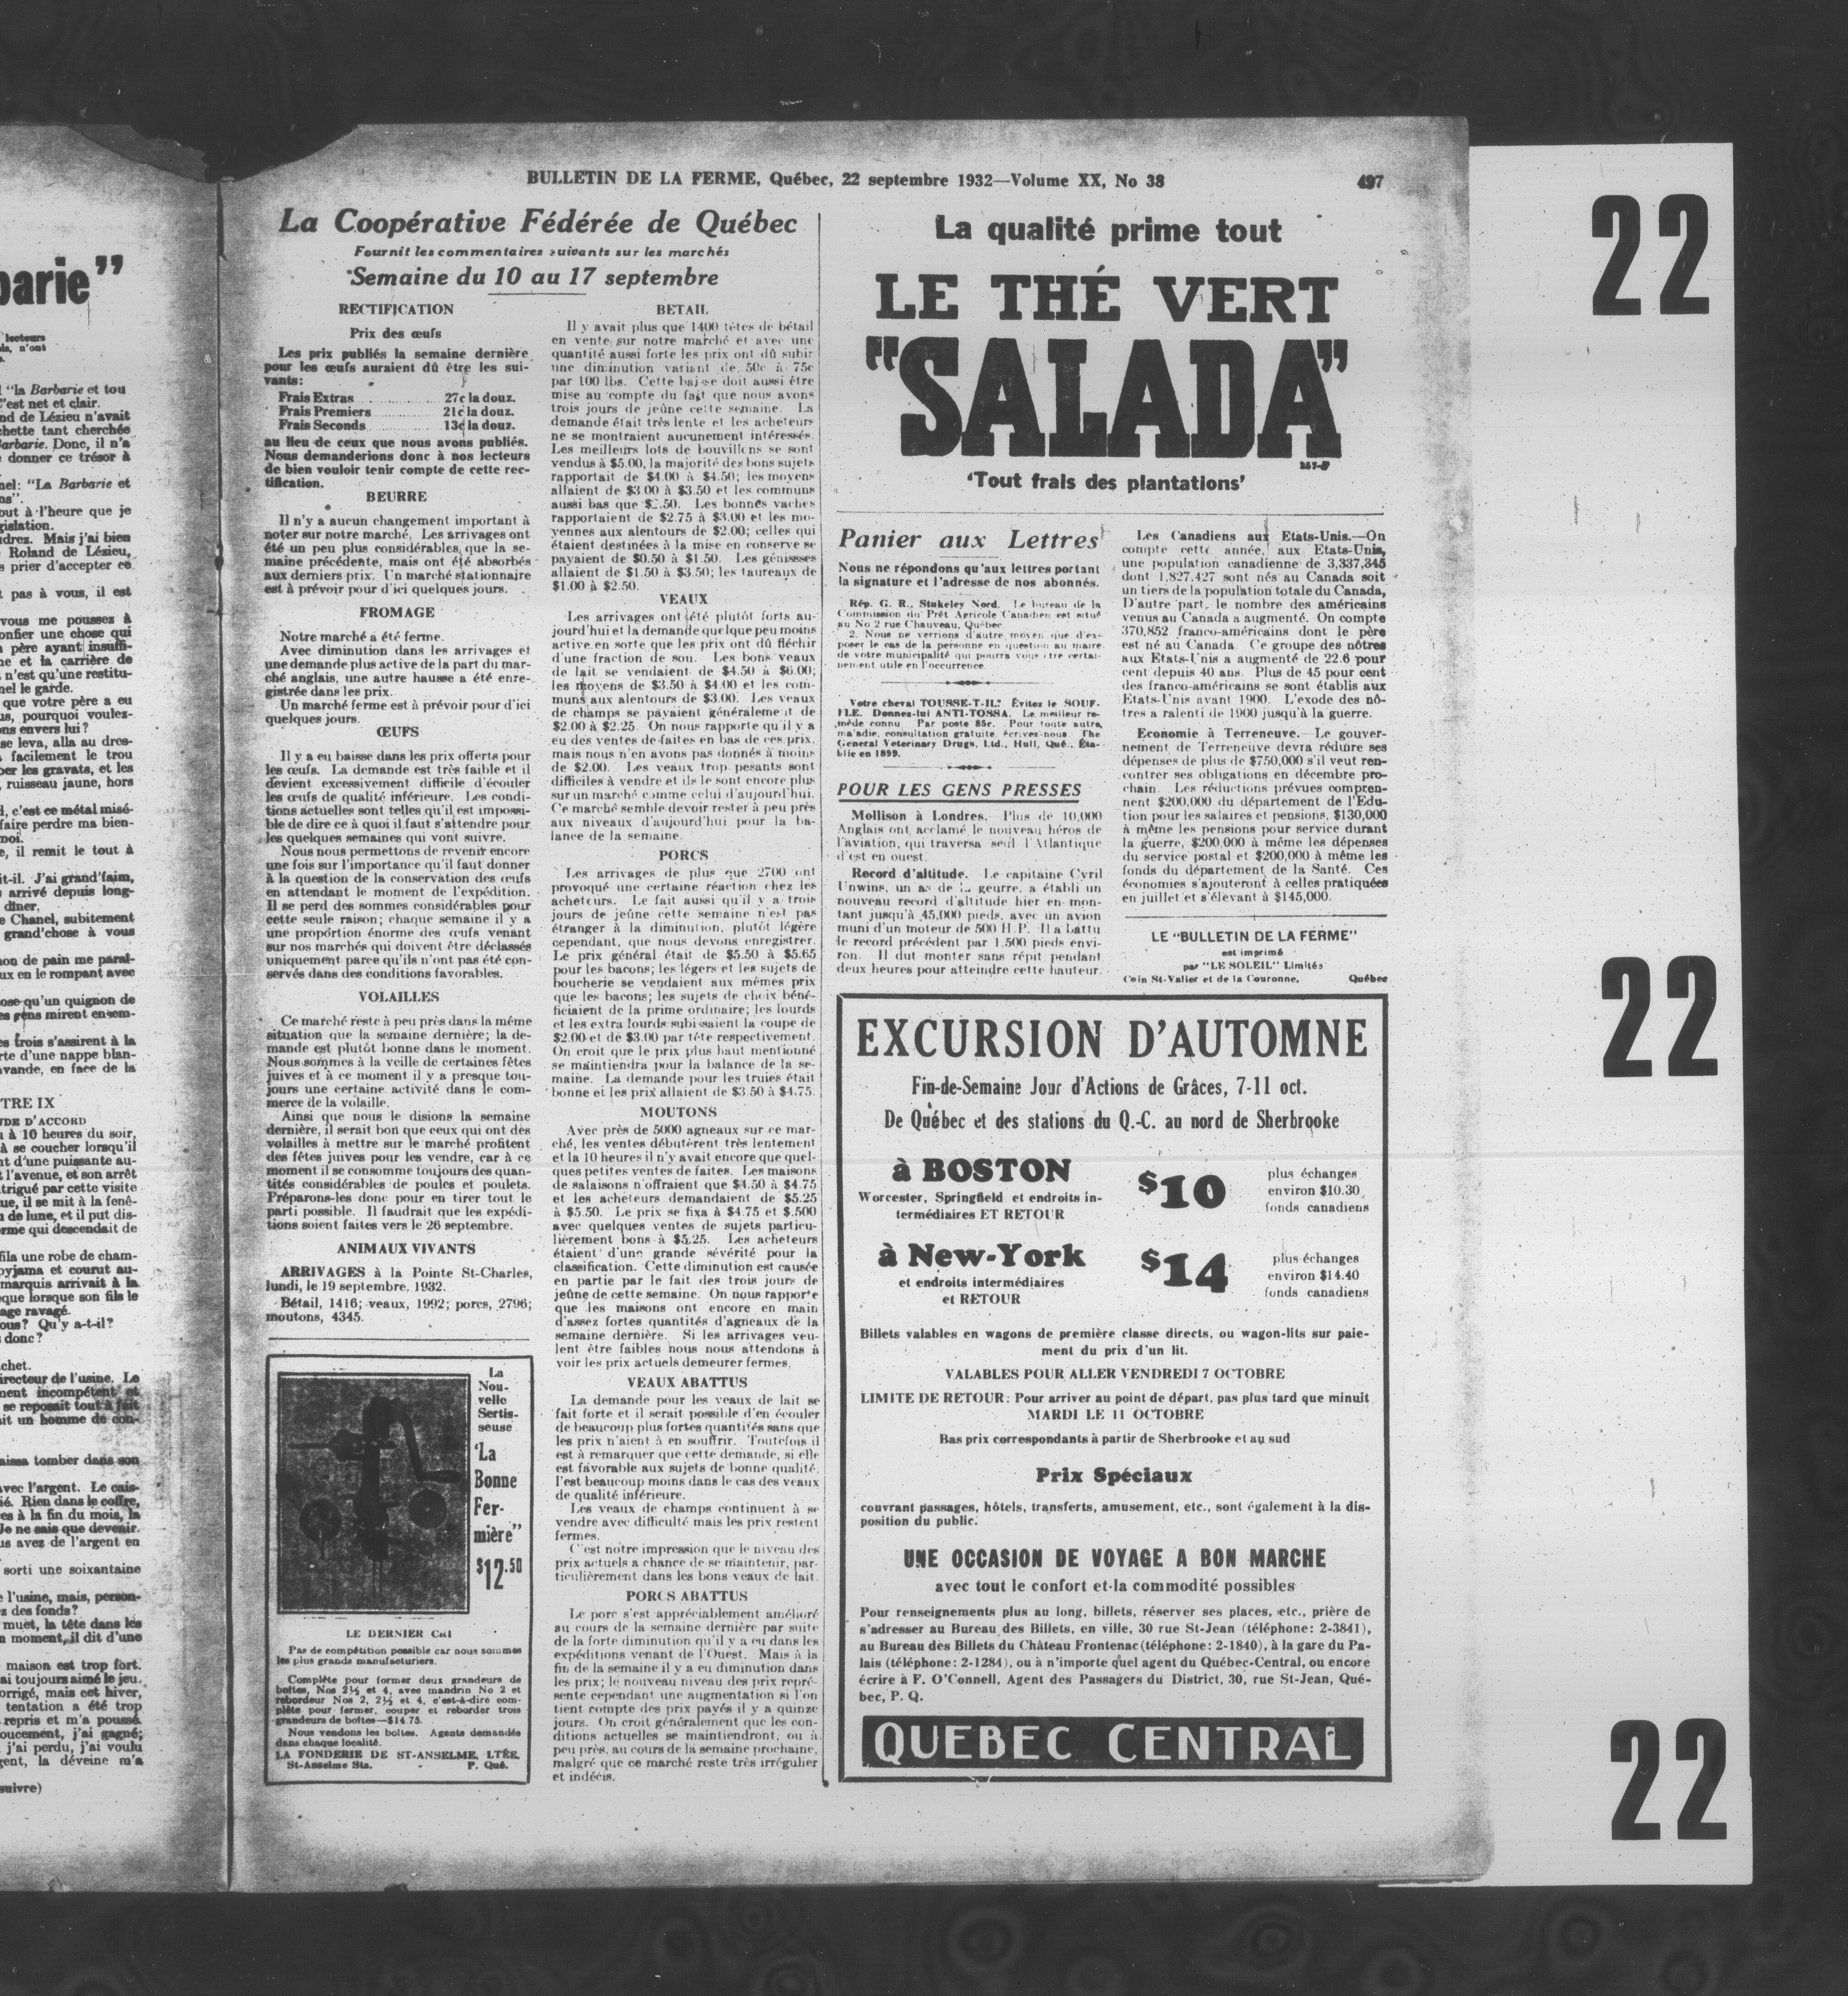 BULLETIN DE LA FERME, Québec, 22 septembre 1932—Volume XX, No 38
497
La Coopérative Fédérée de Québec
Fournit les commentaires suivants sur les marchés
Semaine du 10 au 17 septembre
RECTIFICATION
Prix des œufs
Les prix publiés la semaine dernière
pour les œufs auraient dû être les sui-
vants:
Frais Extras 27c la douz.
Frais Premiers 21c la douz.
Frais Seconds 13c la douz.
au lieu de ceux que nous avons publiés.
Nous demanderions donc à nos lecteurs
de bien vouloir tenir compte de cette rec-
tification.
BEURRE
Il n'y a aucun changement important à
noter sur notre marché. Les arrivages ont
été un peu plus considérables que la se-
maine précédente, mais ont été absorbés
aux derniers prix. Un marché stationnaire
est à prévoir pour d'ici quelques jours.
FROMAGE
Notre marché a été ferme.
Avec diminution dans les arrivages et
une demande plus active de la part du mar-
ché anglais, une autre hausse a été enre-
gistrée dans les prix.
Un marché ferme est à prévoir pour d'ici
quelques jours.
ŒUFS
Il y a eu baisse dans les prix offerts pour
les œufs. La demande est très faible et il
devient excessivement difficile d'écouler
les œufs de qualité inférieure. Les condi-
tions actuelles sont telles qu'il est impossi-
ble de dire ce à quoi il faut s'attendre pour
les quelques semaines qui vont suivre.
Nous nous permettons de revenir encore
une fois sur l'importance qu'il faut donner
à la question de la conservation des œufs
en attendant le moment de l'expédition.
Il se perd des sommes considérables pour
cette seule raison; chaque semaine il y a
une proportion énorme des œufs venant
sur nos marchés qui doivent être déclassés
uniquement parce qu'ils n'ont pas été con-
servés dans des conditions favorables.
VOLAILLES
Ce marché reste à peu près dans la même
situation que la semaine dernière; la de-
mande est plutôt bonne dans le moment.
Nous sommes à la veille de certaines fêtes
juives et à ce moment il y a presque tou-
jours une certaine activité dans le com-
merce de la volaille.
Ainsi que nous le disions la semaine
dernière, il serait bon que ceux qui ont des
volailles à mettre sur le marché profitent
des fêtes juives pour les vendre, car à ce
moment il se consomme toujours des quan-
tités considérables de poules et poulets.
Préparons-les donc pour en tirer tout le
parti possible. Il faudrait que les expédi-
tions soient faites vers le 26 septembre.
ANIMAUX VIVANTS
ARRIVAGES à la Pointe St-Charles,
lundi, le 19 septembre, 1932.
Bétail, 1416; veaux, 1992; porcs, 2796;
moutons, 4345.
La
Nou-
velle
Sertis-
seuse
'La
Bonne
Fer-
mière"
$12.50
LE DERNIER Cri
Pas de compétition possible car nous sommes
les plus grands manufacturiers.
Complète pour former deux grandeurs de
boîtes, Nos 2½ et 4, avec mandrin No 2 et
rebordeur Nos 2, 2½ et 4, c'est-à-dire com-
plète pour fermer, couper et reborder trois
grandeurs de boîtes—$14.75.
Nous vendons les boîtes. Agents demandés
dans chaque localité.
LA FONDERIE DE ST-ANSELME, LTÉE.
St-Anselme Sta. - P. Qué.
BETAIL
Il y avait plus que 1400 têtes de bétail
en vente sur notre marché et avec une
quantité aussi forte les prix ont dû subir
une diminution variant de 50c à 75c
par 100 lbs. Cette baisse doit aussi être
mise au compte du fait que nous avons
trois jours de jeûne cette semaine. La
demande était très lente et les acheteurs
ne se montraient aucunement intéressés.
Les meilleurs lots de bouvillons se sont
vendus à $5.00, la majorité des bons sujets
rapportait de $4.00 à $4.50; les moyens
allaient de $3.00 à $3.50 et les communs
aussi bas que .50. Les bonnes vaches
rapportaient de $2.75 à $3.00 et les mo-
yennes aux alentours de $2.00; celles qui
étaient destinées à la mise en conserve se
payaient de $0.50 à $1.50. Les génisses
allaient de $1.50 à $3.50; les taureaux de
$1.00 à $2.50.
VEAUX
Les arrivages ont été plutôt forts au-
jourd'hui et la demande quelque peu moins
active en sorte que les prix ont dû fléchir
d'une fraction de sou. Les bons veaux
de lait se vendaient de $4.50 à $6.00;
les moyens de $3.50 à $4.00 et les com-
muns aux alentours de $3.00. Les veaux
de champs se payaient généralement de
$2.00 à $2.25. On nous rapporte qu'il y a
eu des ventes de faites en bas de ces prix,
mais nous n'en avons pas donnés à moins
de $2.00. Les veaux trop pesants sont
difficiles à vendre et ils le sont encore plus
sur un marché comme celui d'aujourd'hui.
Ce marché semble devoir rester à peu près
aux niveaux d'aujourd'hui pour la ba-
lance de la semaine.
PORCS
Les arrivages de plus que 2700 ont
provoqué une certaine réaction chez les
acheteurs. Le fait aussi qu'il y a trois
jours de jeûne cette semaine n'est pas
étranger à la diminution, plutôt légère
cependant, que nous devons enregistrer.
Le prix général était de $5.50 à $5.65
pour les bacons; les légers et les sujets de
boucherie se vendaient aux mêmes prix
que les bacons; les sujets de choix béné-
ficiaient de la prime ordinaire; les lourds
et les extra lourds subissaient la coupe de
$2.00 et de $3.00 par tête respectivement.
On croit que le prix plus haut mentionné
se maintiendra pour la balance de la se-
maine. La demande pour les truies était
bonne et les prix allaient de $3.50 à $4.75.
MOUTONS
Avec près de 5000 agneaux sur ce mar-
ché, les ventes débutèrent très lentement
et la 10 heures il n'y avait encore que quel-
ques petites ventes de faites. Les maisons
de salaisons n'offraient que $4.50 à $4.75
et les acheteurs demandaient de $5.25
à $5.50. Le prix se fixa à $4.75 et $.500
avec quelques ventes de sujets particu-
lièrement bons à $5.25. Les acheteurs
étaient d'une grande sévérité pour la
classification. Cette diminution est causée
en partie par le fait des trois jours de
jeûne de cette semaine. On nous rapporte
que les maisons ont encore en main
d'assez fortes quantités d'agneaux de la
semaine dernière. Si les arrivages veu-
lent être faibles nous nous attendons à
voir les prix actuels demeurer fermes.
VEAUX ABATTUS
La demande pour les veaux de lait se
fait forte et il serait possible d'en écouler
de beaucoup plus fortes quantités sans que
les prix n'aient à en souffrir. Toutefois il
est à remarquer que cette demande, si elle
est favorable aux sujets de bonne qualité,
l'est beaucoup moins dans le cas des veaux
de qualité inférieure.
Les veaux de champs continuent à se
vendre avec difficulté mais les prix restent
fermes.
C'est notre impression que le niveau des
prix actuels a chance de se maintenir, par-
ticulièrement dans les bons veaux de lait.
PORCS ABATTUS
Le porc s'est appréciablement amélioré
au cours de la semaine dernière par suite
de la forte diminution qu'il y a eu dans les
expéditions venant de l'Ouest. Mais à la
fin de la semaine il y a eu diminution dans
les prix; le nouveau niveau des prix repré-
sente cependant une augmentation si l'on
tient compte des prix payés il y a quinze
jours. On croit généralement que les con-
ditions actuelles se maintiendront, ou à
peu près, au cours de la semaine prochaine,
malgré que ce marché reste très irrégulier
et indécis.
La qualité prime tout
LE THÉ VERT
"SALADA"
'Tout frais des plantations'
Panier aux Lettres
Nous ne répondons qu'aux lettres portant
la signature et l'adresse de nos abonnés.
Rép. G. R., Stukeley Nord. Le bureau de la
Commission du Prêt Agricole Canadien est situé
au No 2 rue Chauveau, Québec.
2. Nous ne verrions d'autre moyen que d'ex-
poser le cas de la personne en question au maire
de votre municipalité qui pourra vous être certai-
nement utile en l'occurrence.
Votre cheval TOUSSE-T-IL? Évitez le SOUF-
FLE. Donnez-lui ANTI-TOSSA. Le meilleur re-
mède connu. Par poste 85c. Pour toute autre
maladie, consultation gratuite, écrivez-nous. The
General Veterinary Drugs, Ltd., Hull, Qué. Éta-
blie en 1899.
POUR LES GENS PRESSES
Mollison à Londres.—Plus de 10,000
Anglais ont acclamé le nouveau héros de
l'aviation, qui traversa seul l'Atlantique
d'est en ouest.
Record d'altitude. Le capitaine Cyril
Unwins, un as de la geurre, a établi un
nouveau record d'altitude hier en mon-
tant jusqu'à 45,000 pieds, avec un avion
muni d'un moteur de 500 H.P. Il a battu
le record précédent par 1,500 pieds envi-
ron. Il dut monter sans répit pendant
deux heures pour atteindre cette hauteur.
Les Canadiens aux Etats-Unis.—On
compte cette année, aux Etats-Unis,
une population canadienne de 3,337,345
dont 1,827,427 sont nés au Canada soit
un tiers de la population totale du Canada,
D'autre part, le nombre des américains
venus au Canada a augmenté. On compte
370,852 franco-américains dont le père
est né au Canada. Ce groupe des nôtres
aux Etats-Unis a augmenté de 22.6 pour
cent depuis 40 ans. Plus de 45 pour cent
des franco-américains se sont établis aux
Etats-Unis avant 1900. L'exode des nô-
tres a ralenti de 1900 jusqu'à la guerre.
Economie à Terreneuve.—Le gouver-
nement de Terreneuve devra réduire ses
dépenses de plus de $750,000 s'il veut ren-
contrer ses obligations en décembre pro-
chain. Les réductions prévues compren-
nent $200,000 du département de l'Edu-
tion pour les salaires et pensions, $130,000
à même les pensions pour service durant
la guerre, $200,000 à même les dépenses
du service postal et $200,000 à même les
fonds du département de la Santé. Ces
économies s'ajouteront à celles pratiquées
en juillet et s'élevant à $145,000.
LE "BULLETIN DE LA FERME"
est imprimé
par "LE SOLEIL" Limitée
Coin St-Valier et de la Couronne, Québec
EXCURSION D'AUTOMNE
Fin-de-Semaine Jour d'Actions de Grâces, 7-11 oct.
De Québec et des stations du Q.-C. au nord de Sherbrooke
à BOSTON
Worcester, Springfield et endroits in-
termédiaires ET RETOUR
$10
plus échanges
environ $10.30
fonds canadiens
à New-York
et endroits intermédiaires
et RETOUR
$14
plus échanges
environ $14.40
fonds canadiens
Billets valables en wagons de première classe directs, ou wagon-lits sur paie-
ment du prix d'un lit.
VALABLES POUR ALLER VENDREDI 7 OCTOBRE
LIMITE DE RETOUR: Pour arriver au point de départ, pas plus tard que minuit
MARDI LE 11 OCTOBRE
Bas prix correspondants à partir de Sherbrooke et au sud
Prix Spéciaux
couvrant passages, hôtels, transferts, amusement, etc., sont également à la dis-
position du public.
UNE OCCASION DE VOYAGE A BON MARCHE
avec tout le confort et la commodité possibles
Pour renseignements plus au long, billets, réserver ses places, etc., prière de
s'adresser au Bureau des Billets, en ville, 30 rue St-Jean (téléphone: 2-3841),
au Bureau des Billets du Château Frontenac (téléphone: 2-1840), à la gare du Pa-
lais (téléphone: 2-1284), ou à n'importe quel agent du Québec-Central, ou encore
écrire à F. O'Connell, Agent des Passagers du District, 30, rue St-Jean, Qué-
bec, P. Q.
QUEBEC CENTRAL
22
22
22